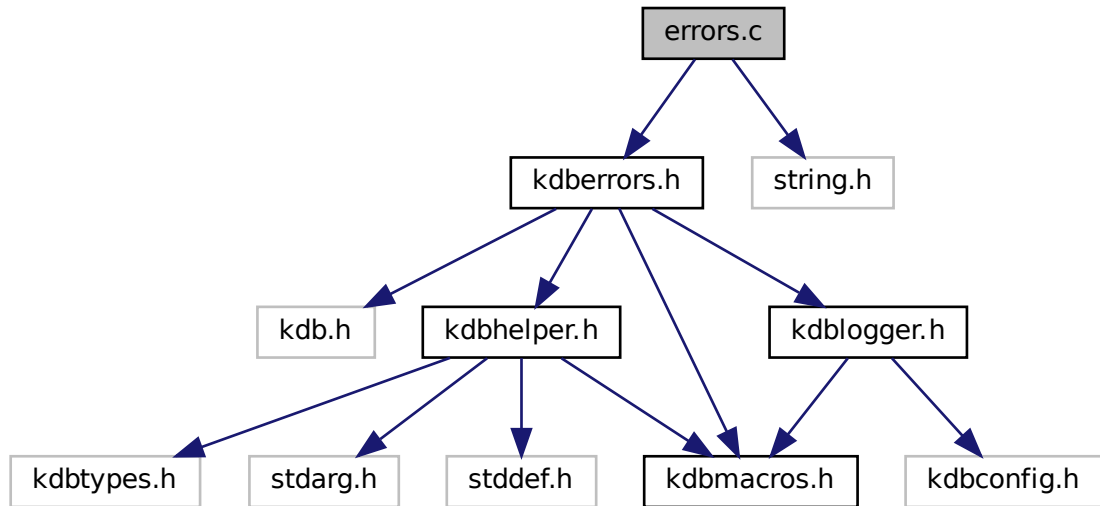 errors.c
kdberrors.h
string.h
kdb.h
kdbhelper.h
kdblogger.h
kdbtypes.h
stdarg.h
stddef.h
kdbmacros.h
kdbconfig.h